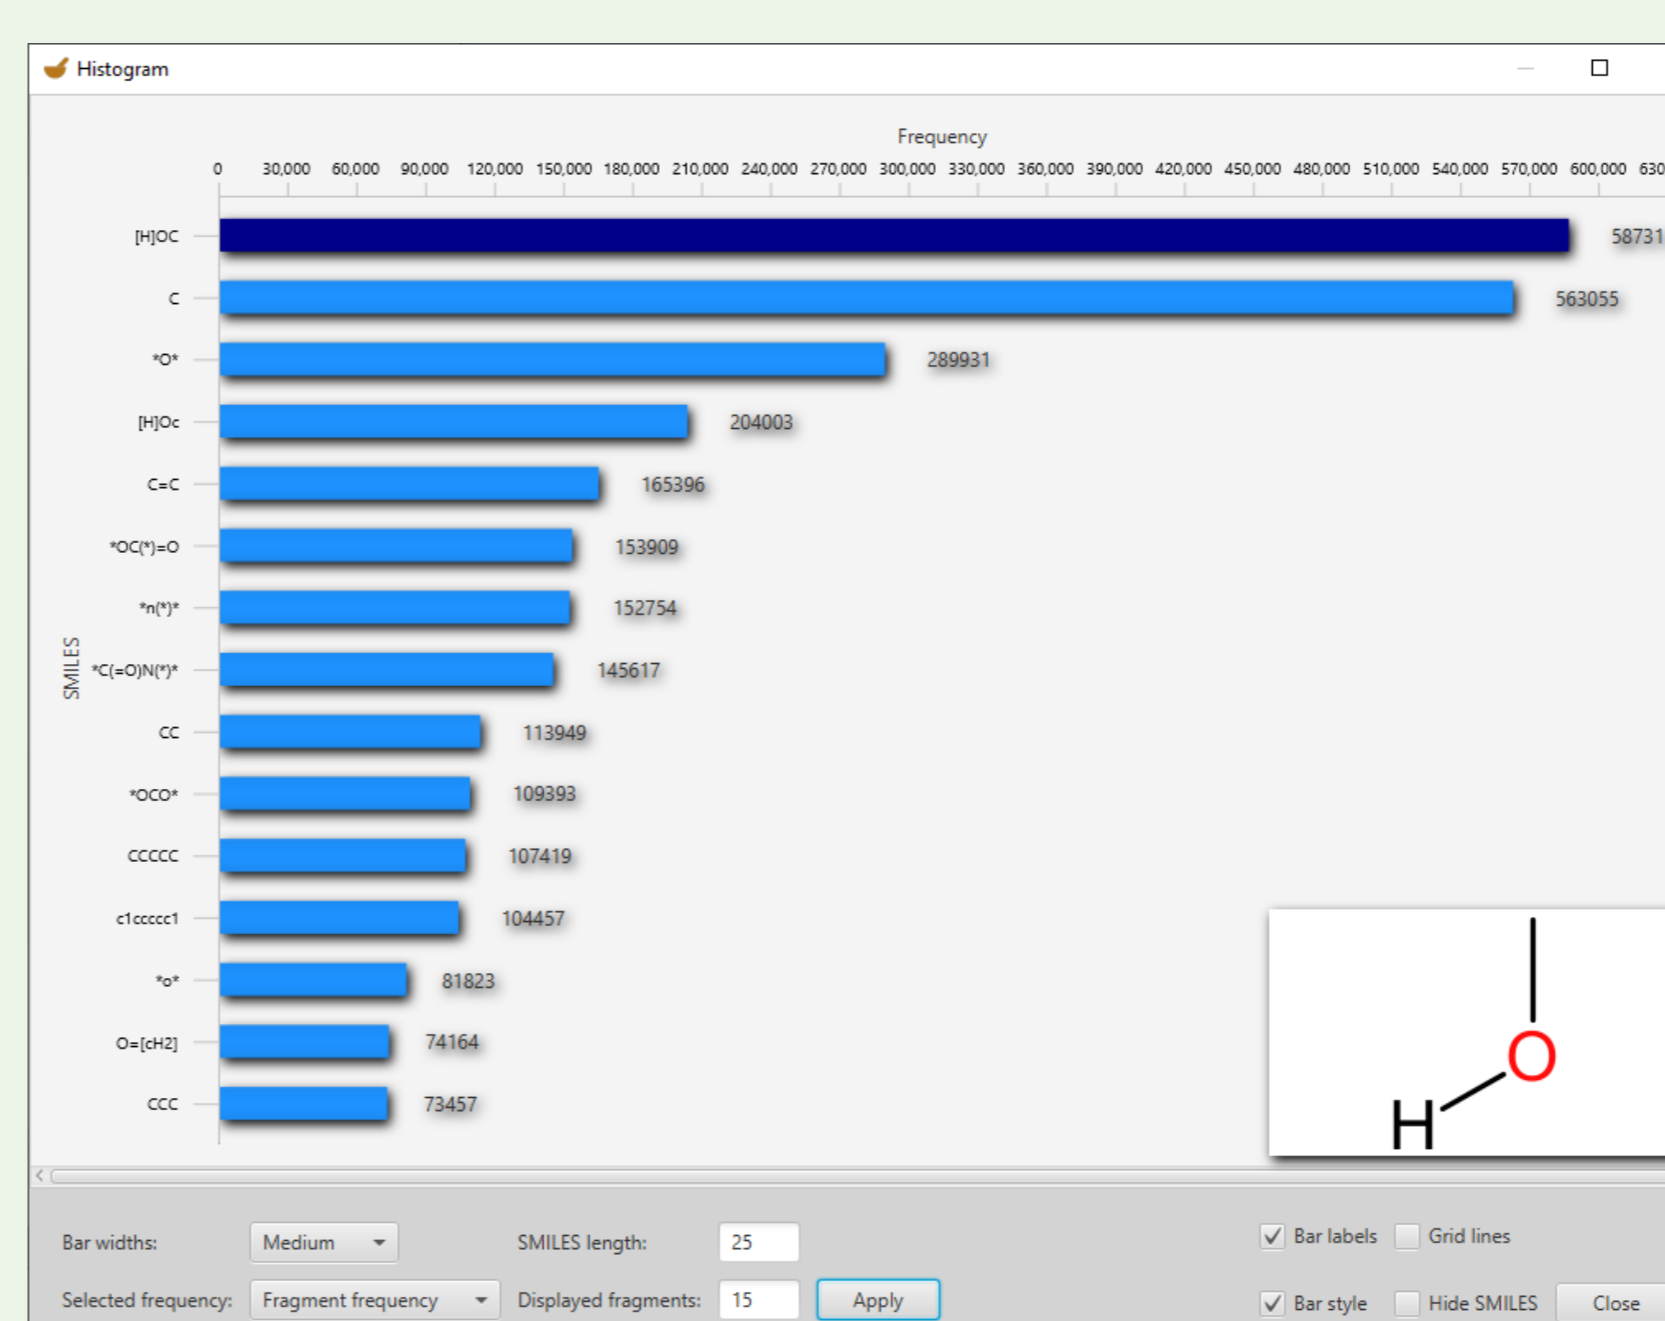 Histogram
Frequency
0 30,000 60,000 90,000 120,000 150,000 180,000 210,000 240,000 270,000 300,000 330,000 360,000 390,000 420,000 450,000 480,000 510,000 540,000 570,000 600,000 630
[H]OC 58731
C 563055
*O* 289931
[H]Oc 204003
C=C 165396
*OC(*)=O 153909
*n(*)* 152754
SMILES
*C(=O)N(*)* 145617
CC 113949
*OCO* 109393
CCCCC 107419
c1ccccc1 104457
*o* 81823
O=[cH2] 74164
CCC 73457
O
H
Bar widths: Medium SMILES length: 25 Bar labels Grid lines
Selected frequency: Fragment frequency Displayed fragments: 15 Apply Bar style Hide SMILES Close